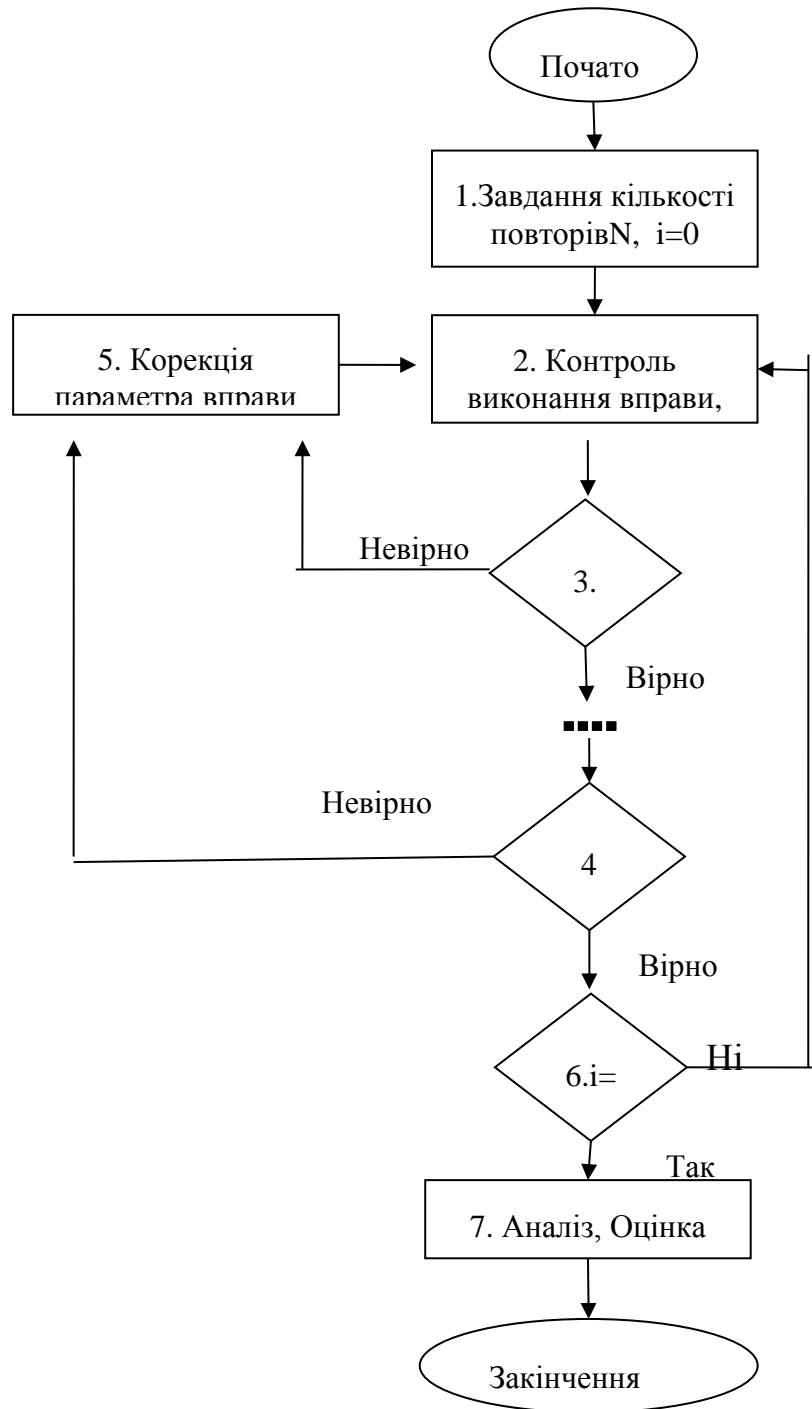 Почато
1.Завдання кількості
повторівN, i=0
5. Корекція
параметра вправи
2. Контроль
виконання вправи,
Невірно
3.
Вірно
Невірно
4
Вірно
6.i=
Ні
Так
7. Аналіз, Оцінка
Закінчення